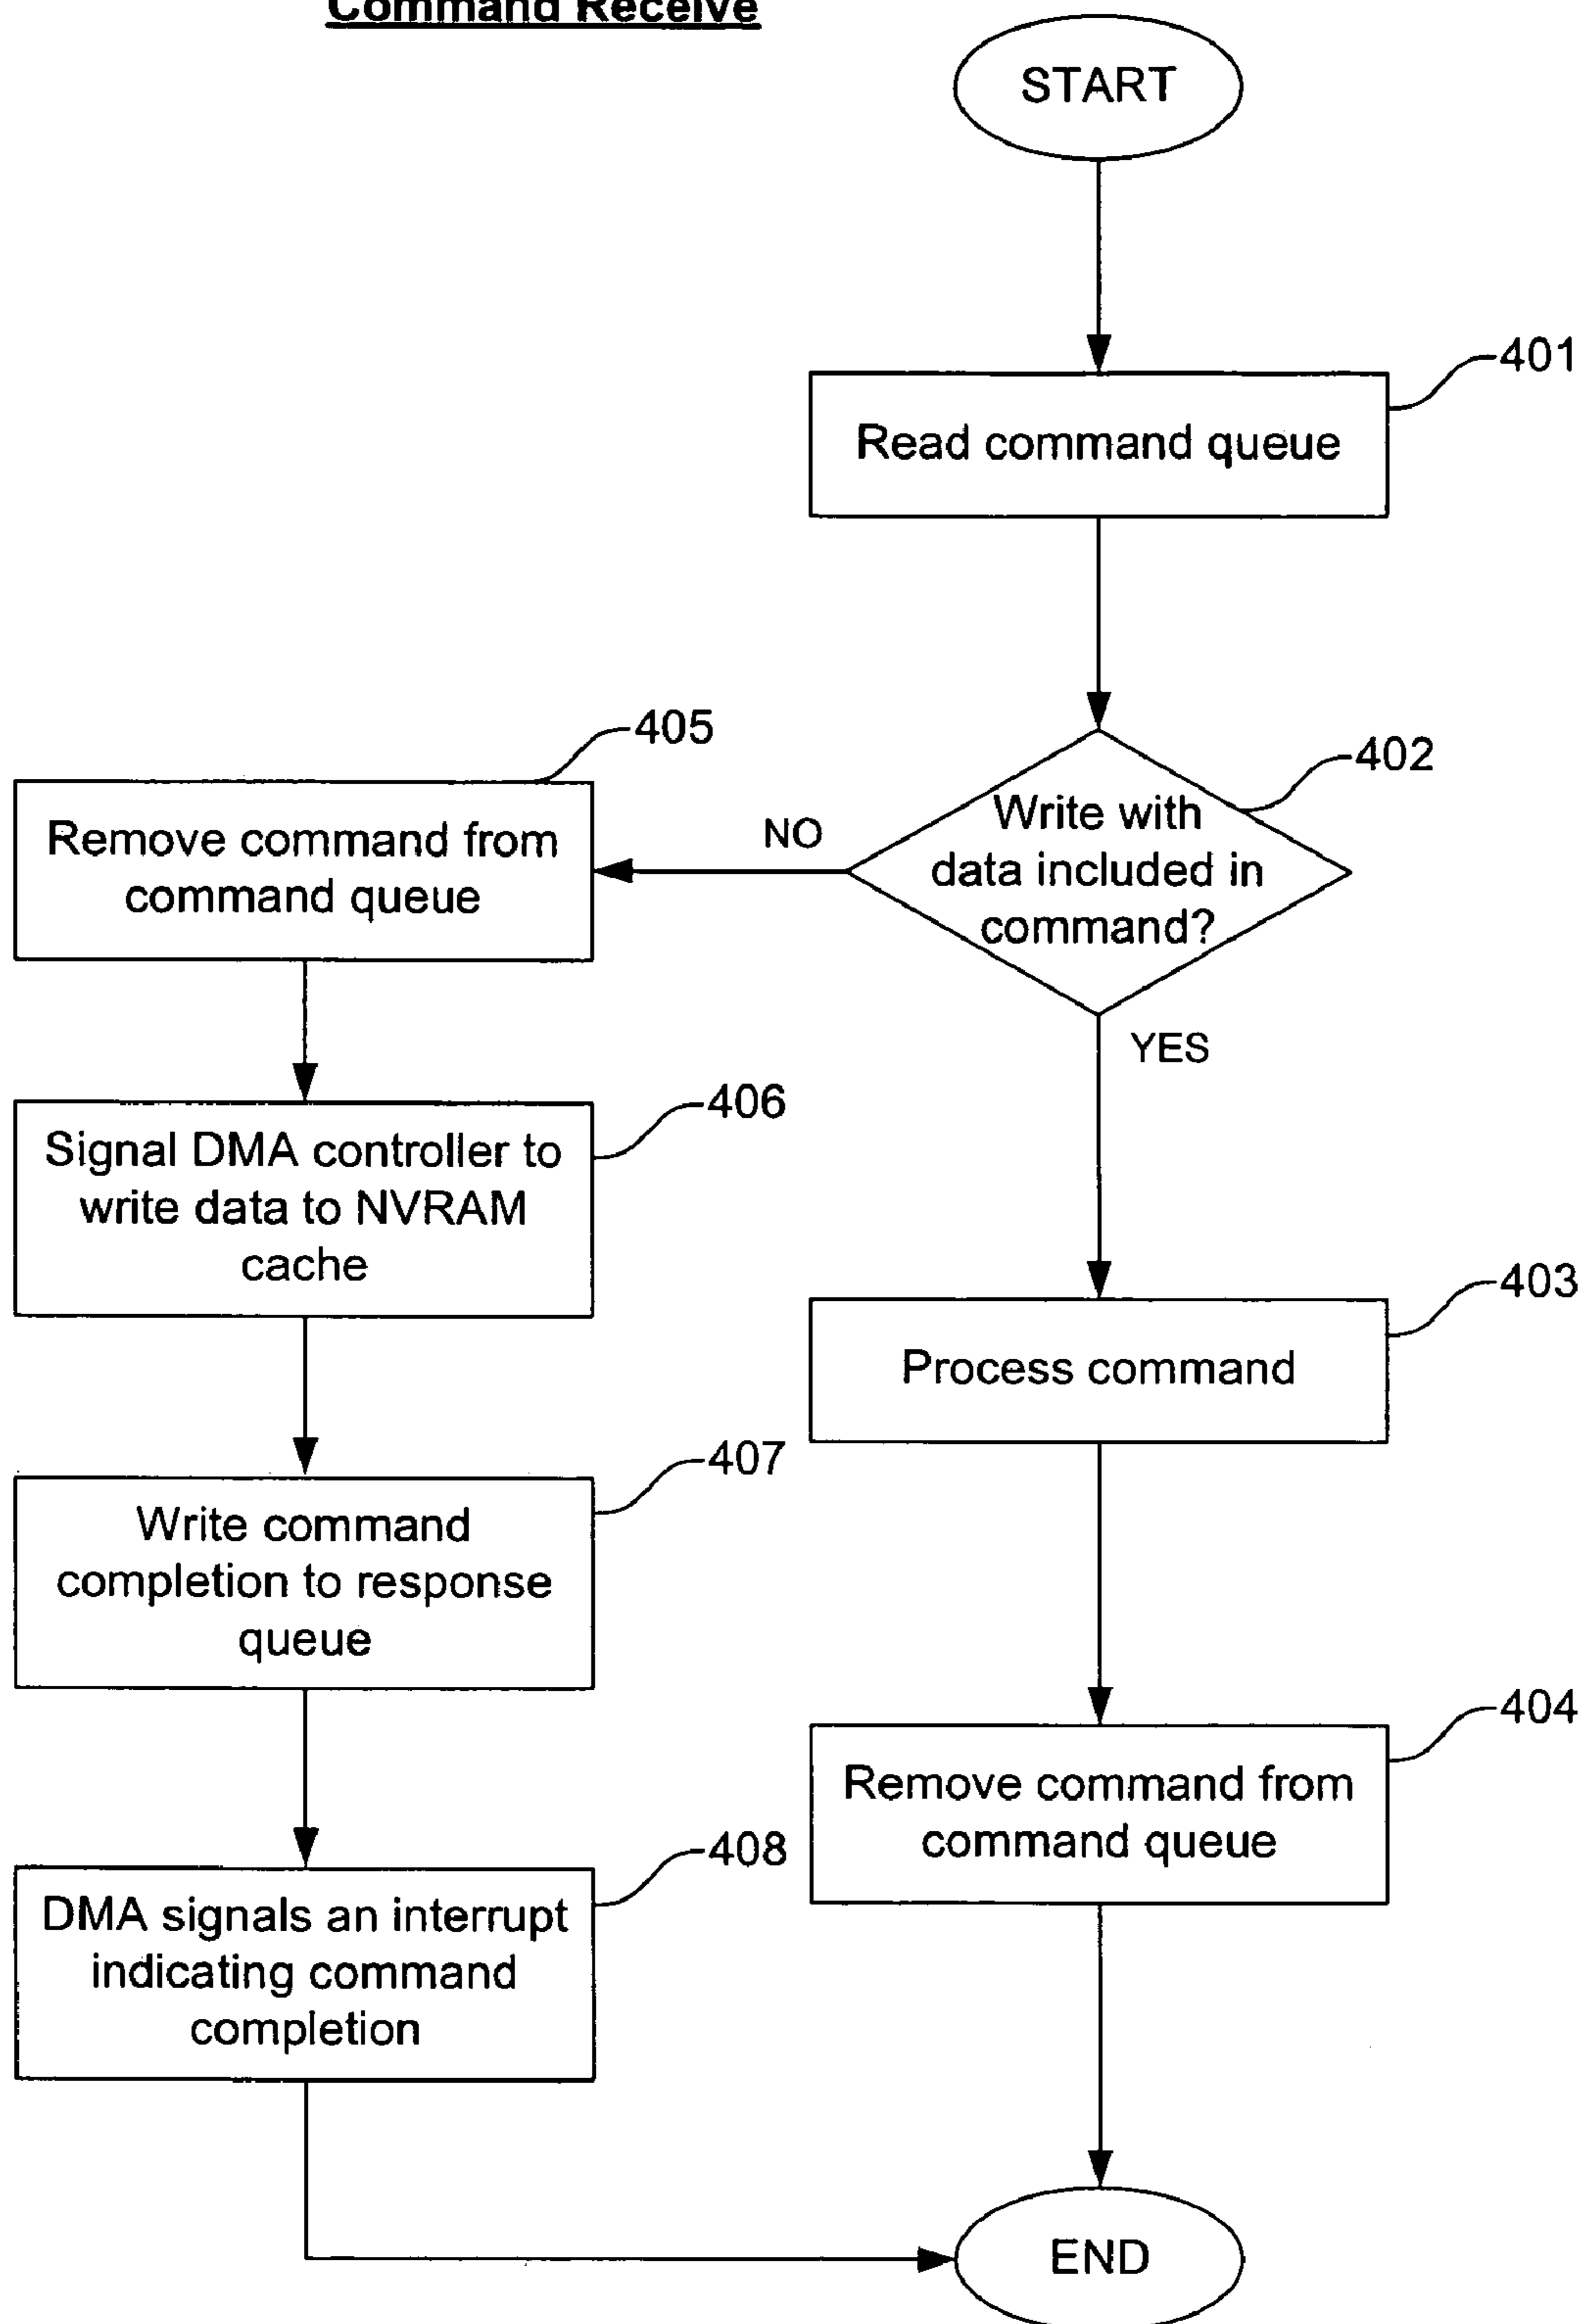 Command Receive
START
401
Read command queue
402
Write with
data included in
command?
NO
YES
405
Remove command from
command queue
406
Signal DMA controller to
write data to NVRAM
cache
407
Write command
completion to response
queue
408
DMA signals an interrupt
indicating command
completion
403
Process command
404
Remove command from
command queue
END